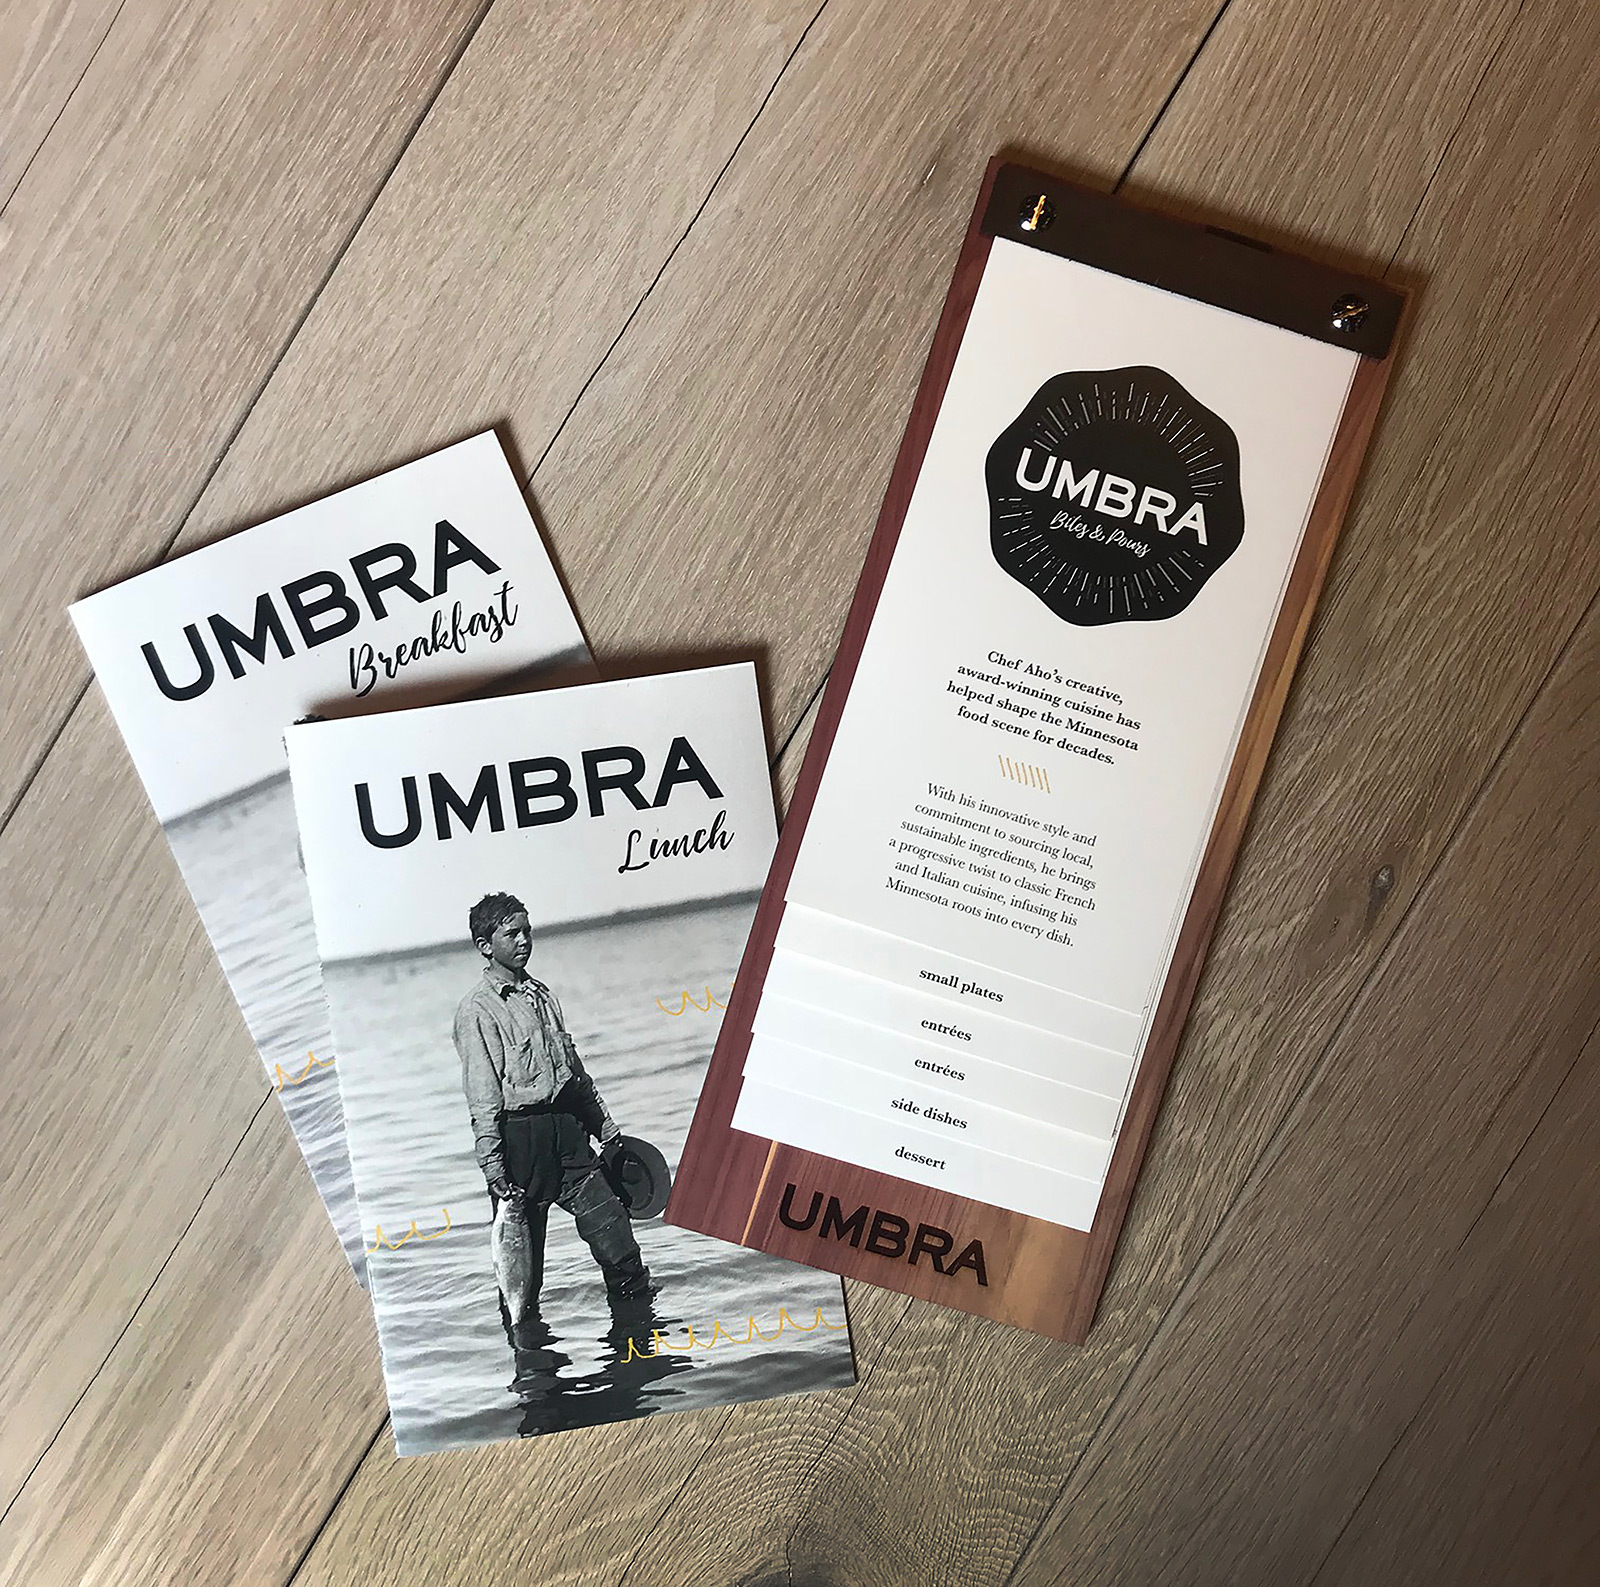 UMBRA
Breakfast
UMBRA
Lunch
UMBRA
Bites & Pours
Chef Aho's creative,
award-winning cuisine has
helped shape the Minnesota
food scene for decades.
With his innovative style and
commitment to sourcing local,
sustainable ingredients, he brings
a progressive twist to classic French
and Italian cuisine, infusing his
Minnesota roots into every dish.
small plates
entrées
entrées
side dishes
dessert
UMBRA